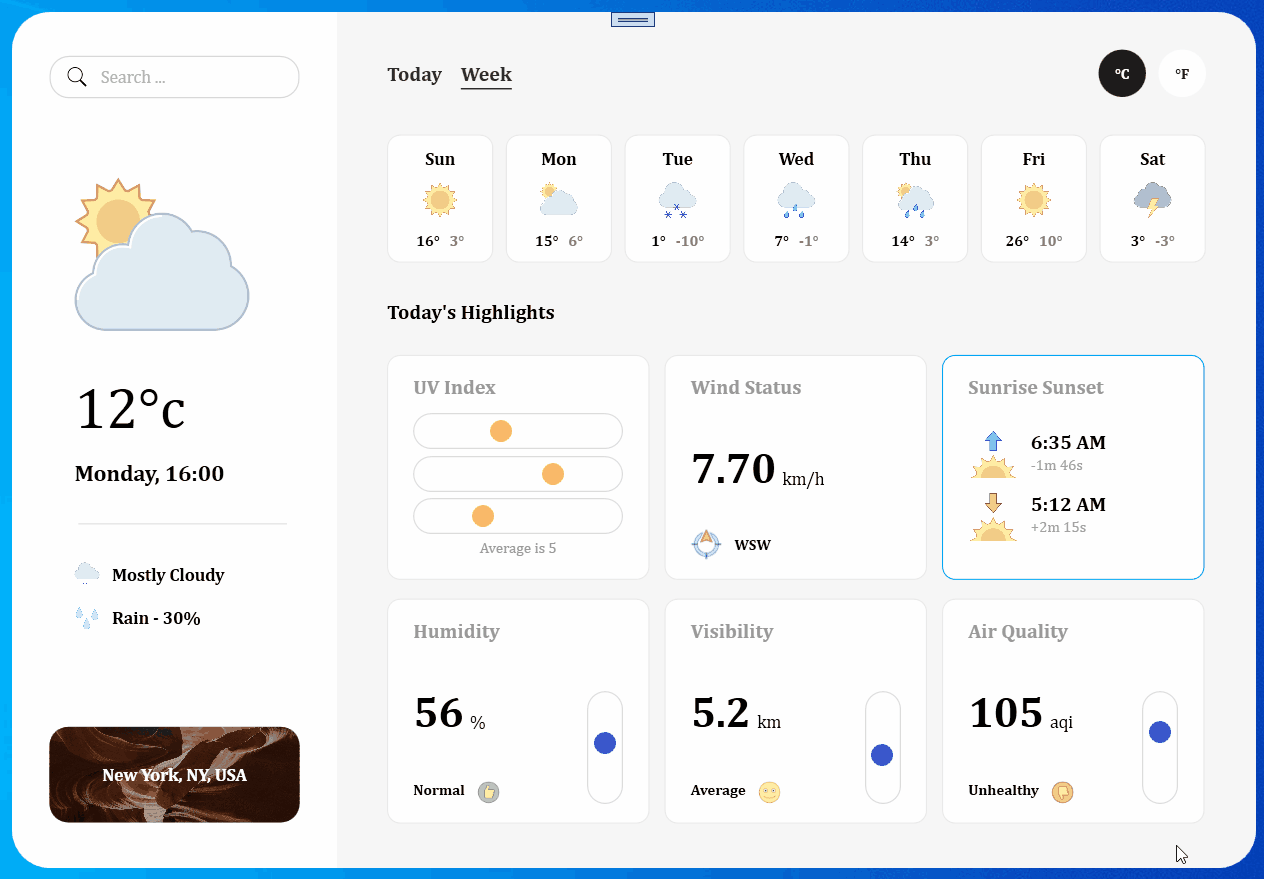 Search ...
12°c
Monday, 16:00
Mostly Cloudy
Rain - 30%
New York, NY, USA
Today Week
°C °F
Sun Mon Tue Wed Thu Fri Sat
16° 3° 15° 6° 1° -10° 7° -1° 14° 3° 26° 10° 3° -3°
Today's Highlights
UV Index
Average is 5
Wind Status
7.70 km/h
WSW
Sunrise Sunset
6:35 AM
-1m 46s
5:12 AM
+2m 15s
Humidity
56 %
Normal
Visibility
5.2 km
Average
Air Quality
105 aqi
Unhealthy